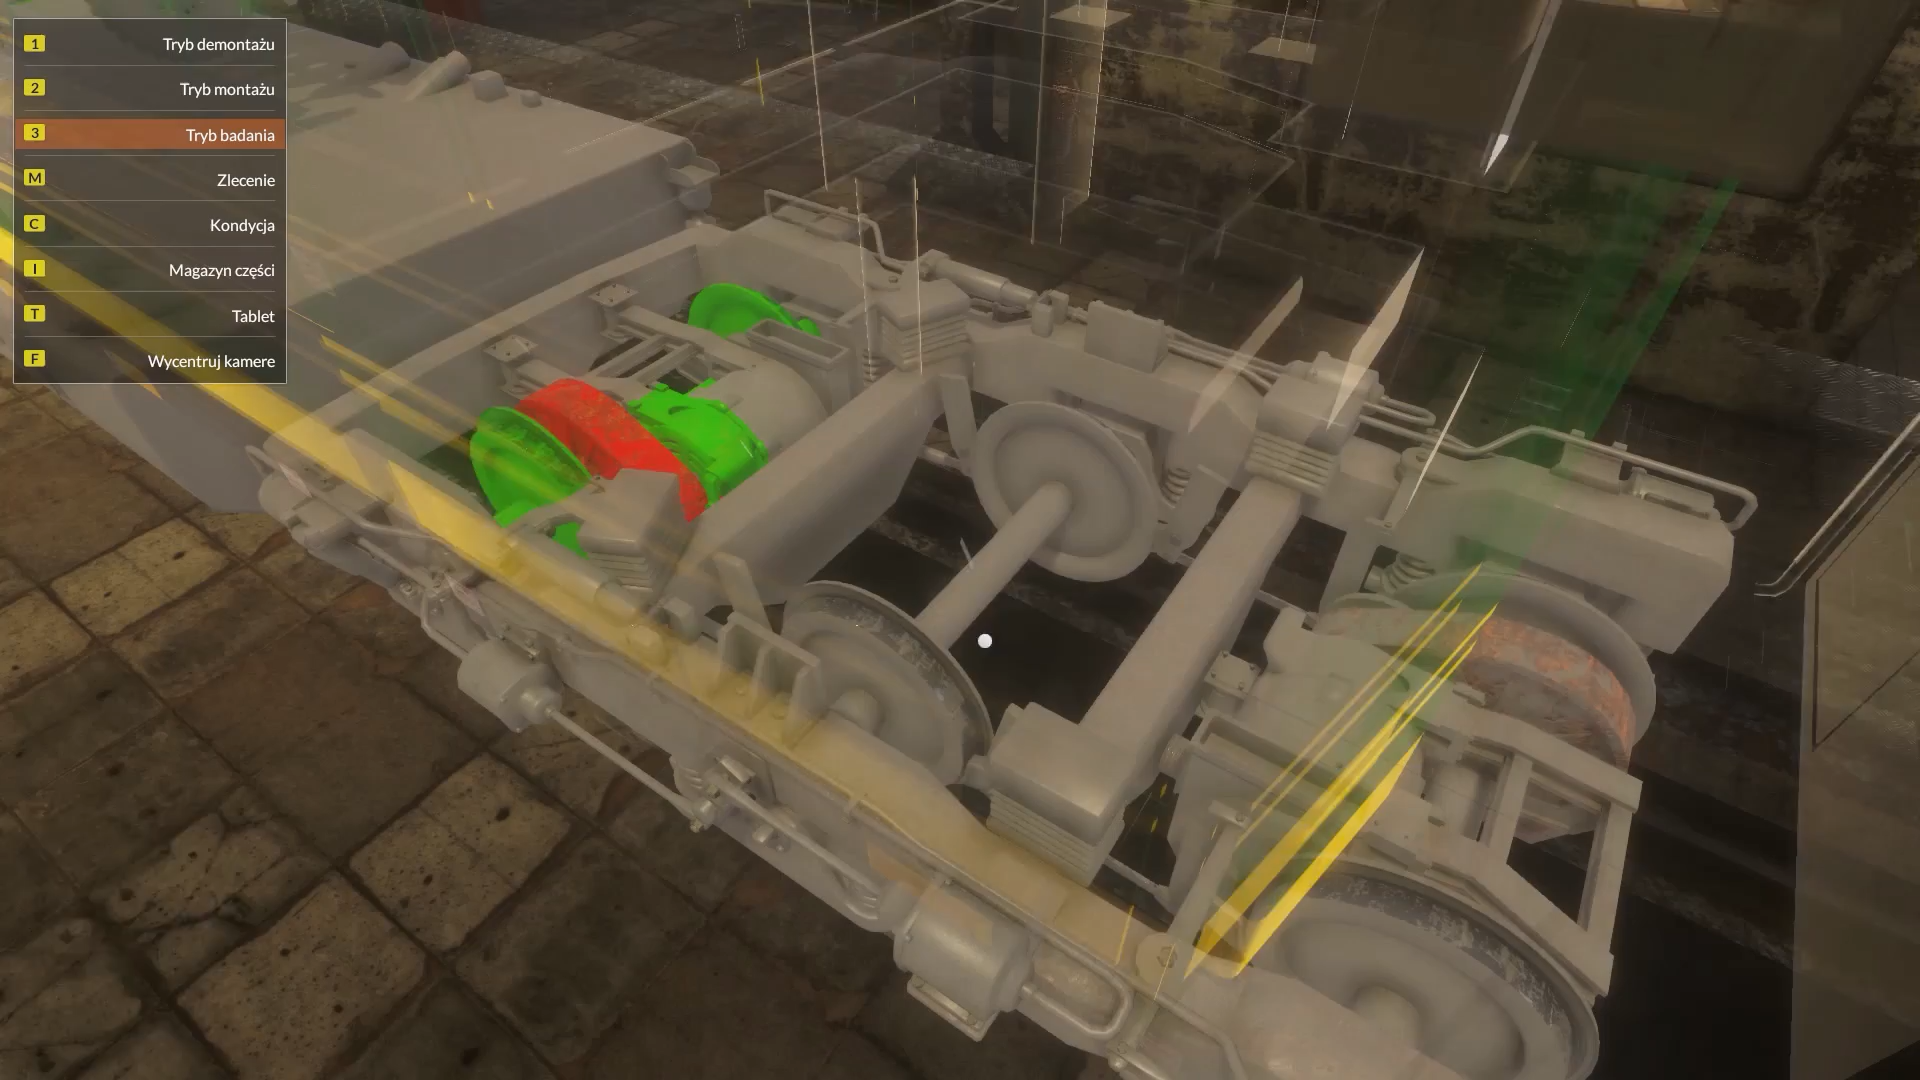 1 Tryb demontażu
2 Tryb montażu
3 Tryb badania
M Zlecenie
C Kondycja
I Magazyn części
T Tablet
F Wycentruj kamere